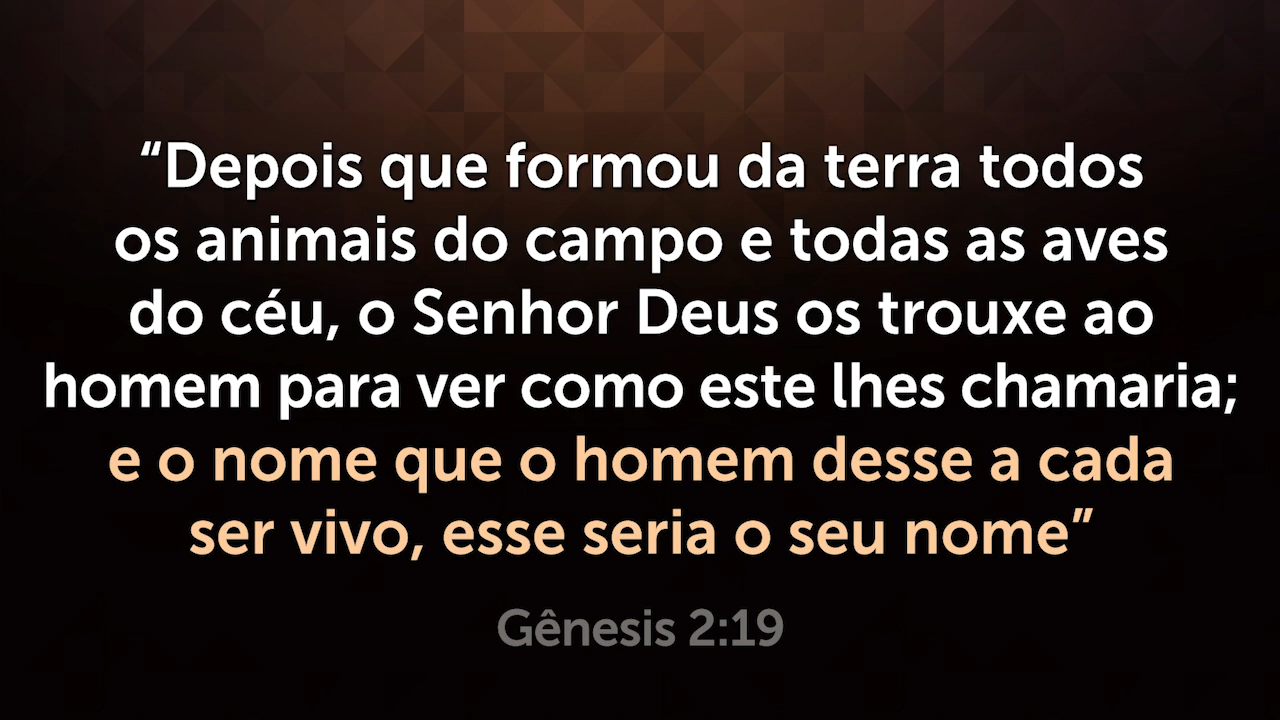 “Depois que formou da terra todos
os animais do campo e todas as aves
do céu, o Senhor Deus os trouxe ao
homem para ver como este lhes chamaria;
e o nome que o homem desse a cada
ser vivo, esse seria o seu nome”
Gênesis 2:19